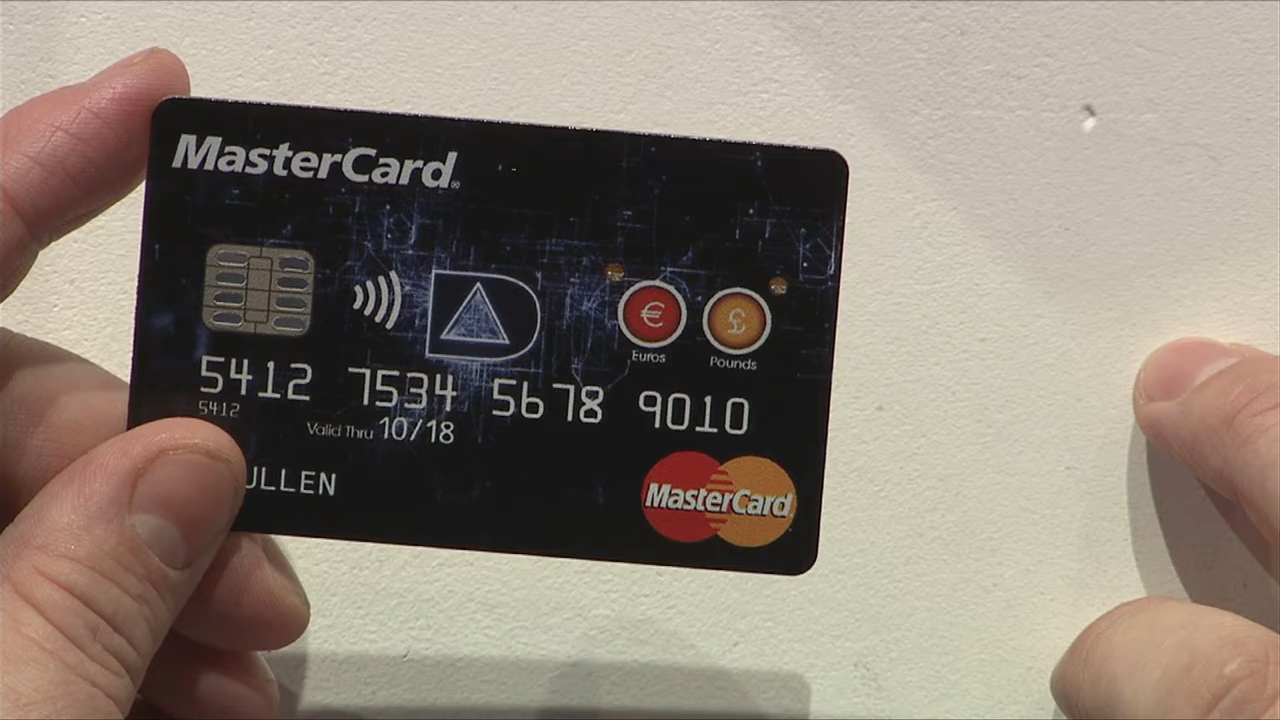 MasterCard®
€ £
Euros Pounds
5412 7534 5678 9010
5412
Valid Thru 10/18
ULLEN
MasterCard